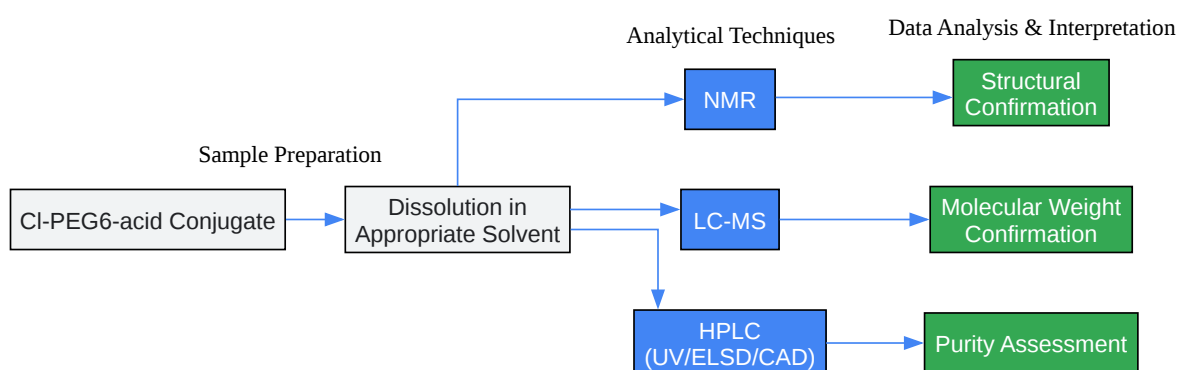 Analytical Techniques
Data Analysis & Interpretation
NMR
Structural
Confirmation
Sample Preparation
Cl-PEG6-acid Conjugate
Dissolution in
Appropriate Solvent
LC-MS
Molecular Weight
Confirmation
HPLC
(UV/ELSD/CAD)
Purity Assessment